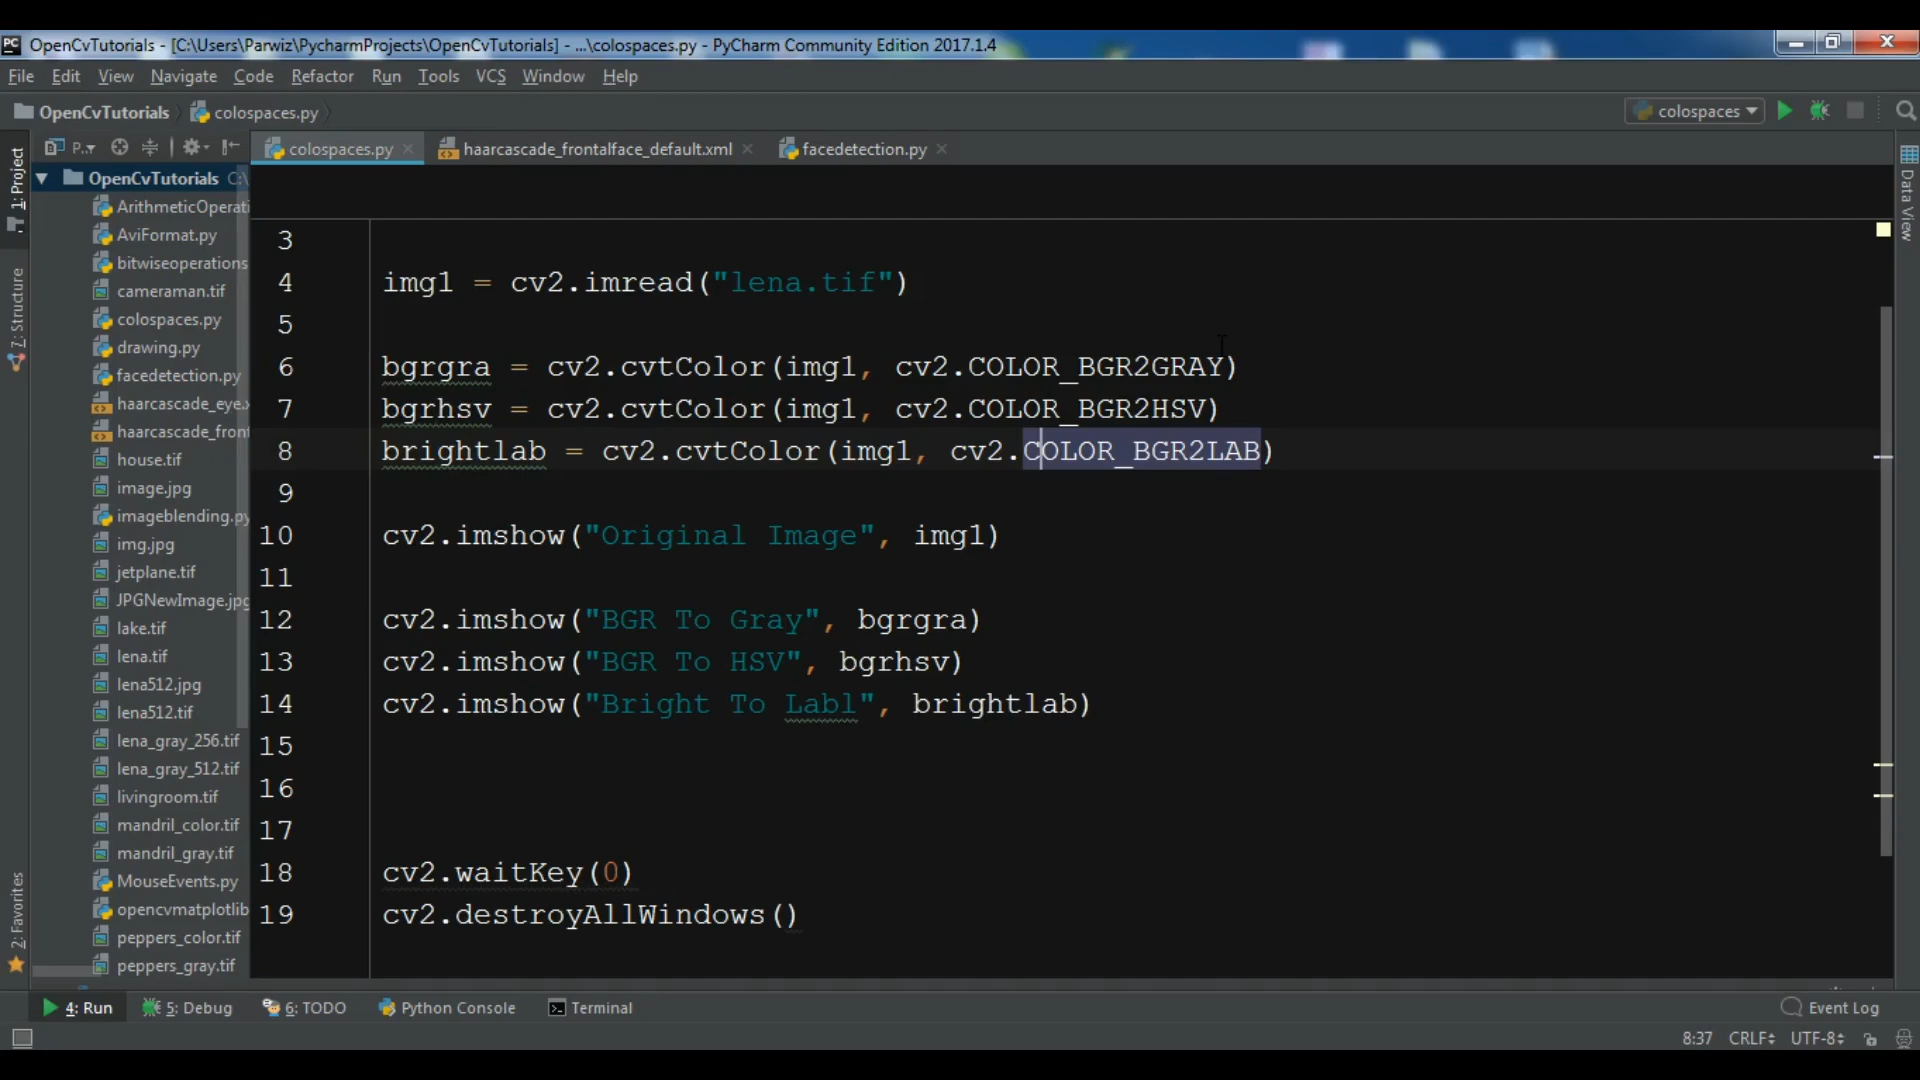 OpenCvTutorials - [C:\Users\Parwiz\PycharmProjects\OpenCvTutorials] - ...\colospaces.py - PyCharm Community Edition 2017.1.4
File Edit View Navigate Code Refactor Run Tools VCS Window Help
OpenCvTutorials colospaces.py colospaces
P.. colospaces.py haarcascade_frontalface_default.xml facedetection.py
1: Project
7: Structure
2: Favorites
Data View
OpenCvTutorials C:\
ArithmeticOperati
AviFormat.py
bitwiseoperations
cameraman.tif
colospaces.py
drawing.py
facedetection.py
haarcascade_eye.x
haarcascade_front
house.tif
image.jpg
imageblending.py
img.jpg
jetplane.tif
JPGNewImage.jpg
lake.tif
lena.tif
lena512.jpg
lena512.tif
lena_gray_256.tif
lena_gray_512.tif
livingroom.tif
mandril_color.tif
mandril_gray.tif
MouseEvents.py
opencvmatplotlib
peppers_color.tif
peppers_gray.tif
3
4 img1 = cv2.imread("lena.tif")
5
6 bgrgra = cv2.cvtColor(img1, cv2.COLOR_BGR2GRAY)
7 bgrhsv = cv2.cvtColor(img1, cv2.COLOR_BGR2HSV)
8 brightlab = cv2.cvtColor(img1, cv2.COLOR_BGR2LAB)
9
10 cv2.imshow("Original Image", img1)
11
12 cv2.imshow("BGR To Gray", bgrgra)
13 cv2.imshow("BGR To HSV", bgrhsv)
14 cv2.imshow("Bright To Labl", brightlab)
15
16
17
18 cv2.waitKey(0)
19 cv2.destroyAllWindows()
4: Run 5: Debug 6: TODO Python Console Terminal Event Log
8:37 CRLF UTF-8